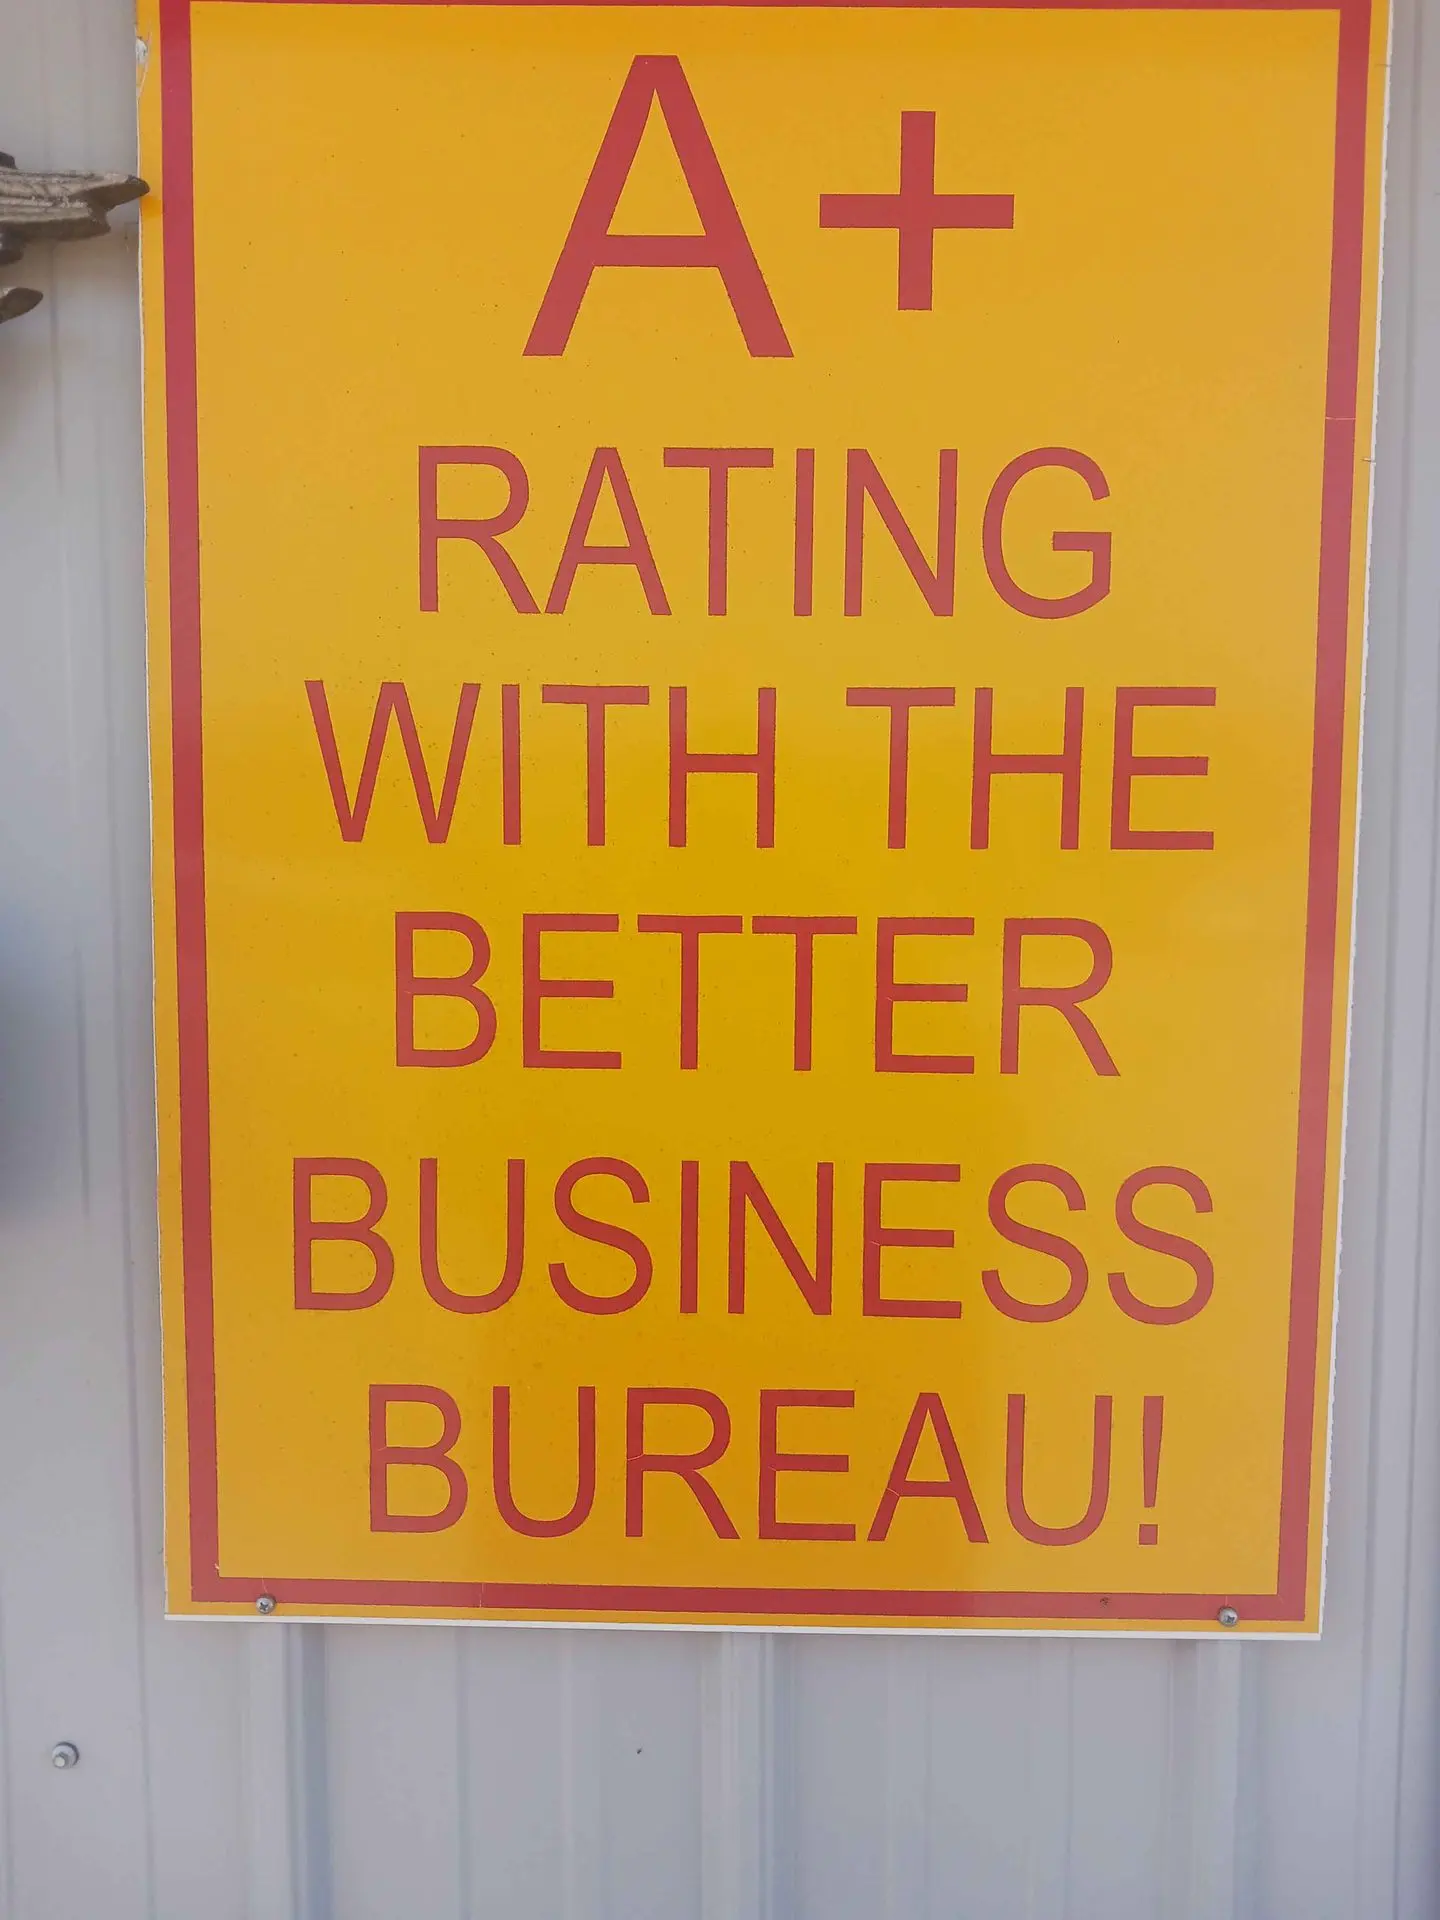 A+
RATING
WITH THE
BETTER
BUSINESS
BUREAU!